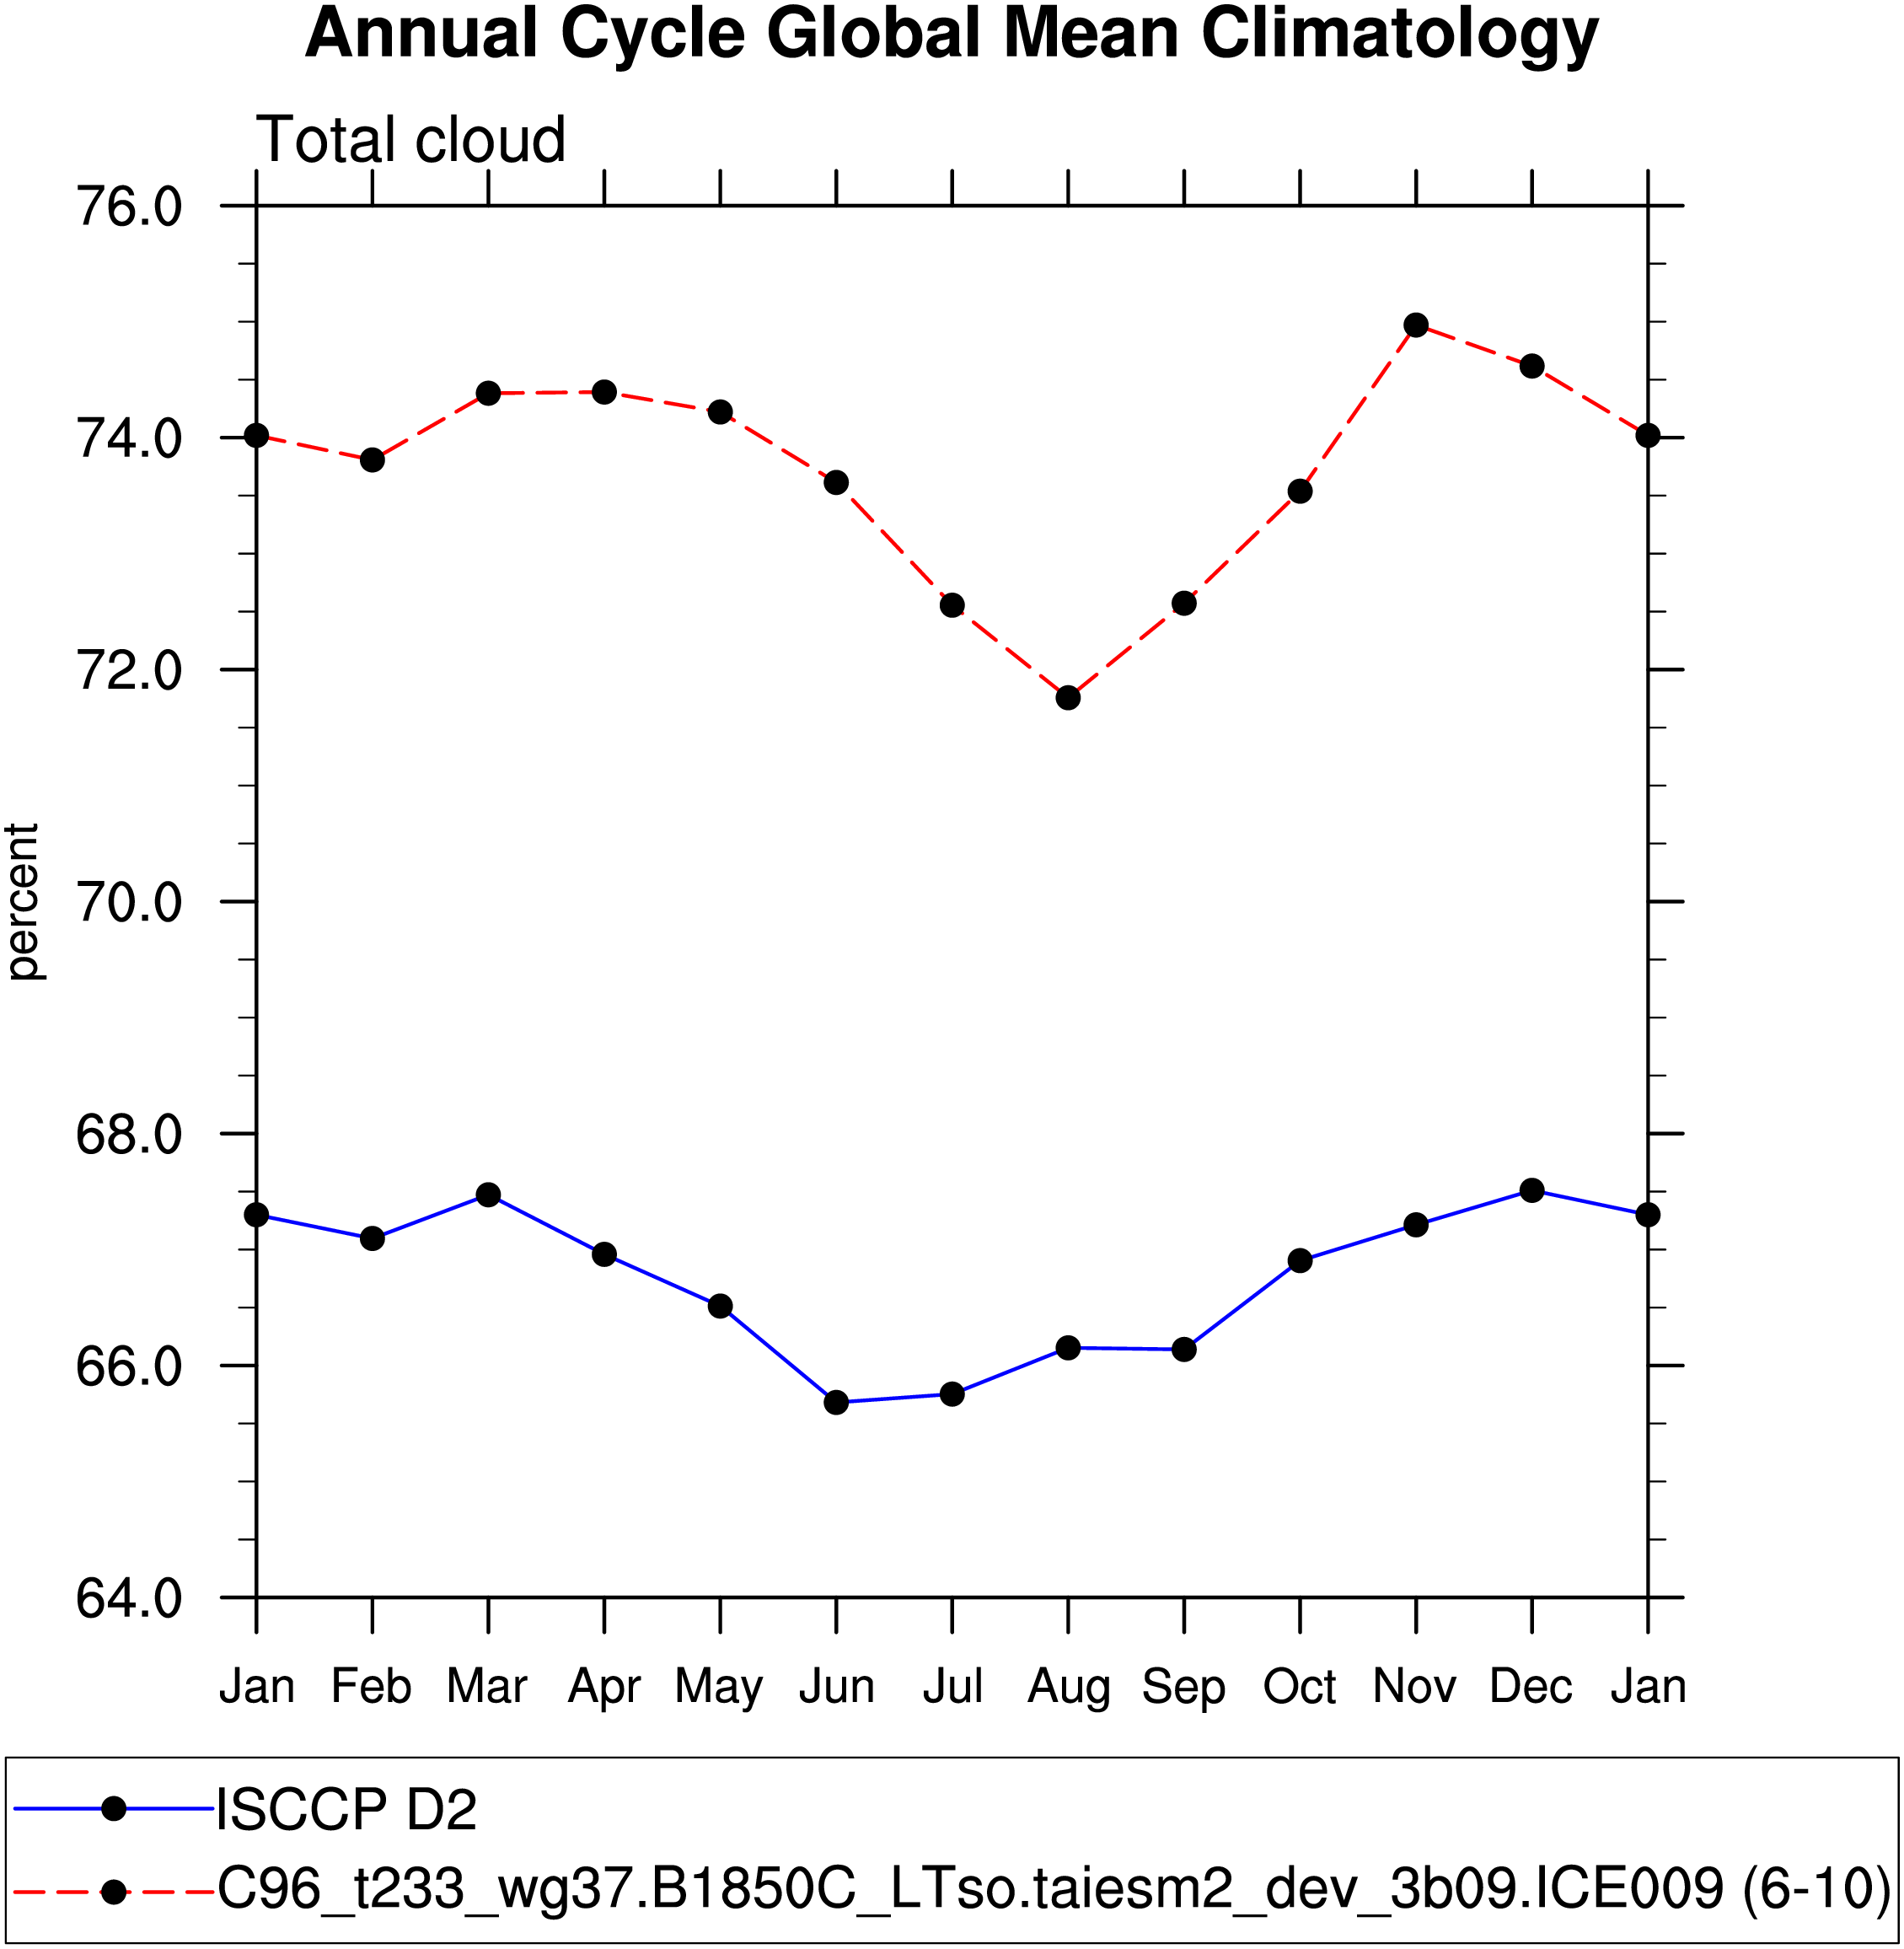 Annual Cycle Global Mean Climatology
Total cloud
76.0
74.0
72.0
70.0
68.0
66.0
64.0
percent
Jan Feb Mar Apr May Jun Jul Aug Sep Oct Nov Dec Jan
ISCCP D2
C96_t233_wg37.B1850C_LTso.taiesm2_dev_3b09.ICE009 (6-10)